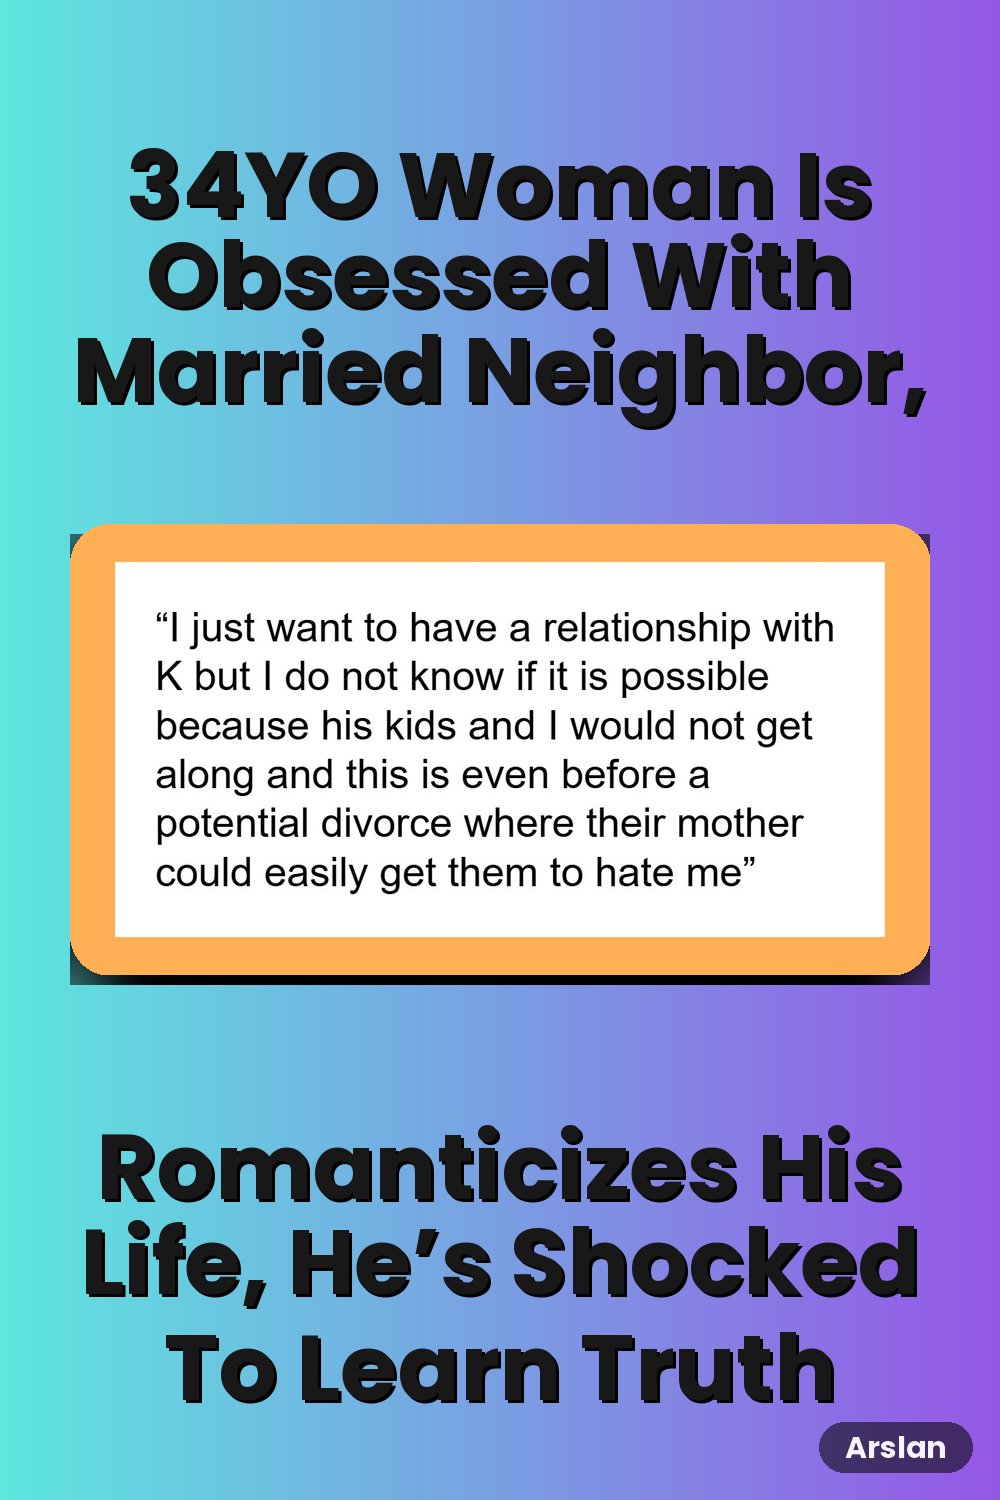 34YO Woman Is
Obsessed With
Married Neighbor,
“I just want to have a relationship with
K but I do not know if it is possible
because his kids and I would not get
along and this is even before a
potential divorce where their mother
could easily get them to hate me”
Romanticizes His
Life, He’s Shocked
To Learn Truth
Arslan